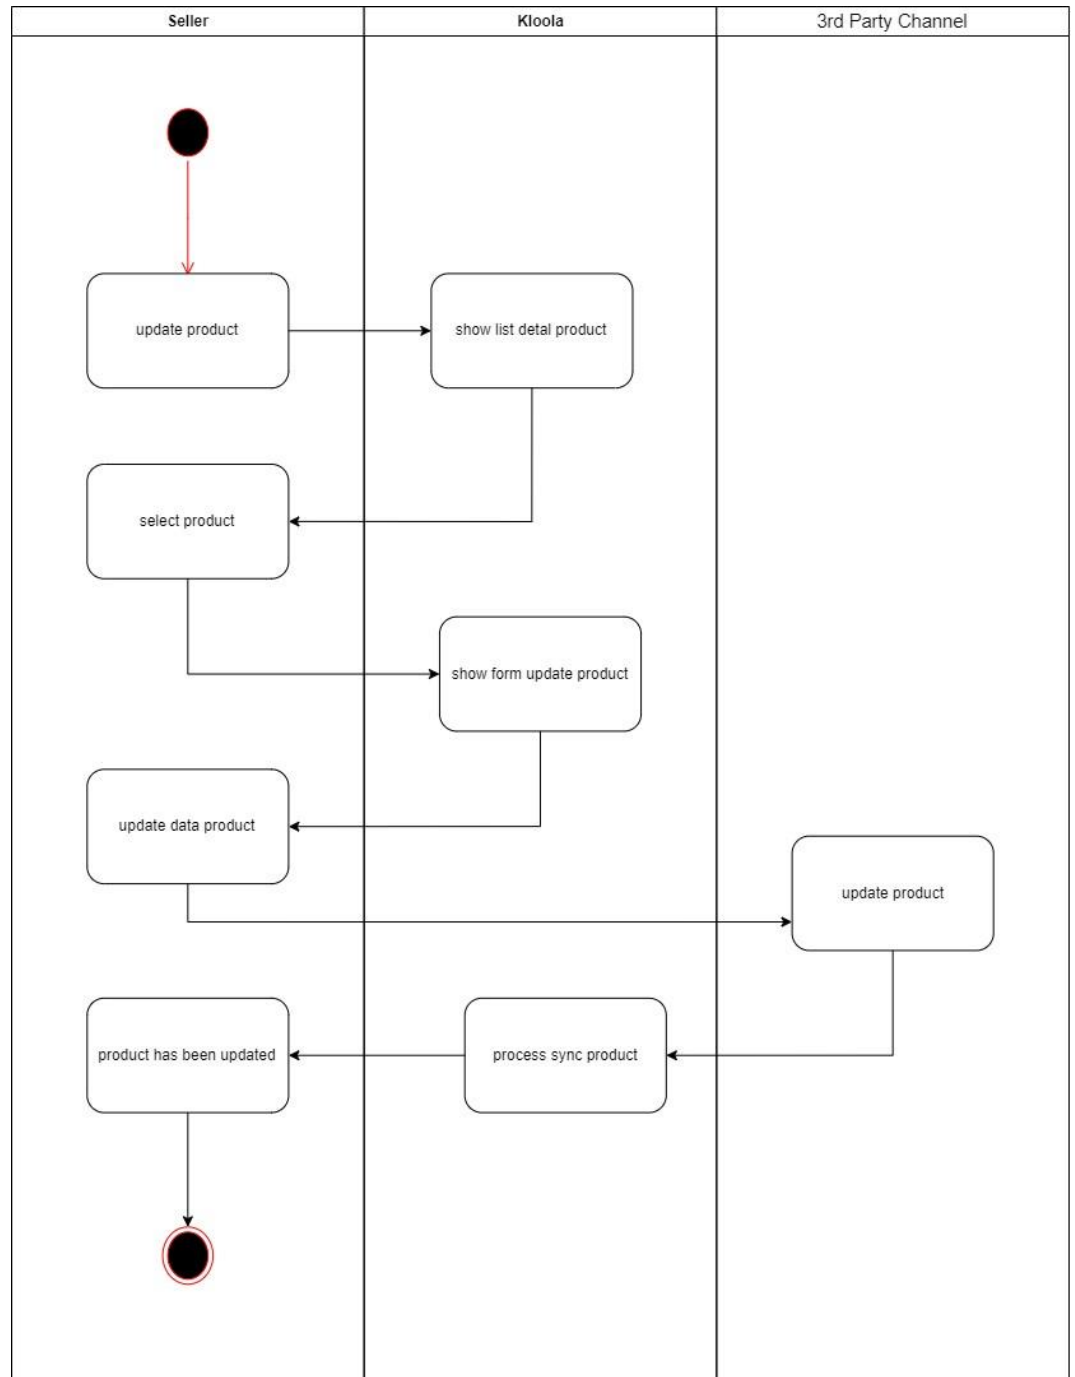 Seller
Kloola
3rd Party Channel
update product
show list detal product
select product
show form update product
update data product
update product
product has been updated
process sync product